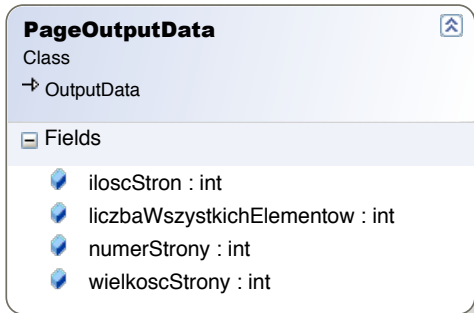 PageOutputData
Class
OutputData
Fields
iloscStron : int
liczbaWszystkichElementow : int
numerStrony : int
wielkoscStrony : int